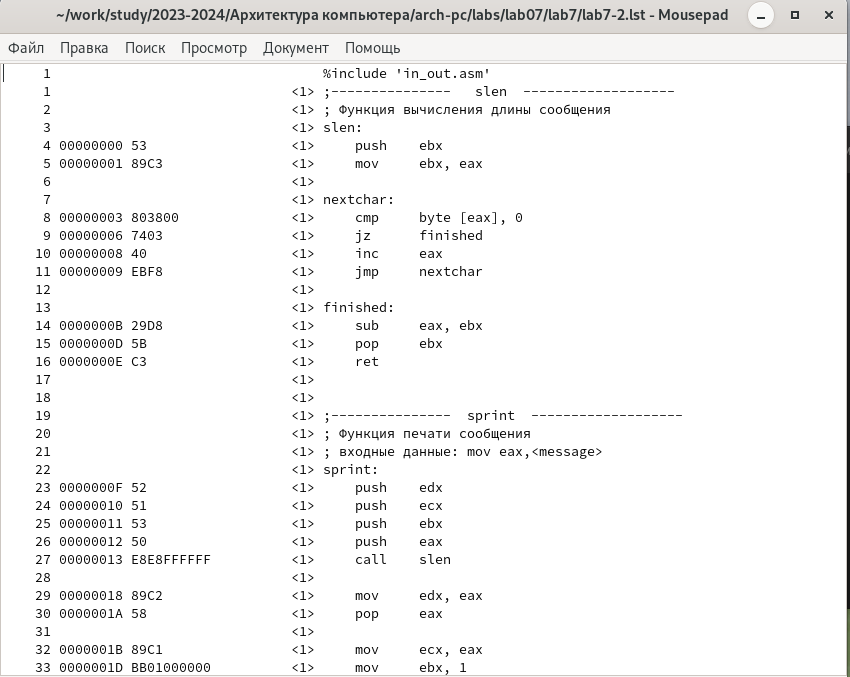 ~/work/study/2023-2024/Архитектура компьютера/arch-pc/labs/lab07/lab7/lab7-2.lst - Mousepad
Файл Правка Поиск Просмотр Документ Помощь
1 %include 'in_out.asm'
1 <1> ;--------------- slen -------------------
2 <1> ; Функция вычисления длины сообщения
3 <1> slen:
4 00000000 53 <1> push ebx
5 00000001 89C3 <1> mov ebx, eax
6 <1>
7 <1> nextchar:
8 00000003 803800 <1> cmp byte [eax], 0
9 00000006 7403 <1> jz finished
10 00000008 40 <1> inc eax
11 00000009 EBF8 <1> jmp nextchar
12 <1>
13 <1> finished:
14 0000000B 29D8 <1> sub eax, ebx
15 0000000D 5B <1> pop ebx
16 0000000E C3 <1> ret
17 <1>
18 <1>
19 <1> ;--------------- sprint -------------------
20 <1> ; Функция печати сообщения
21 <1> ; входные данные: mov eax,<message>
22 <1> sprint:
23 0000000F 52 <1> push edx
24 00000010 51 <1> push ecx
25 00000011 53 <1> push ebx
26 00000012 50 <1> push eax
27 00000013 E8E8FFFFFF <1> call slen
28 <1>
29 00000018 89C2 <1> mov edx, eax
30 0000001A 58 <1> pop eax
31 <1>
32 0000001B 89C1 <1> mov ecx, eax
33 0000001D BB01000000 <1> mov ebx, 1